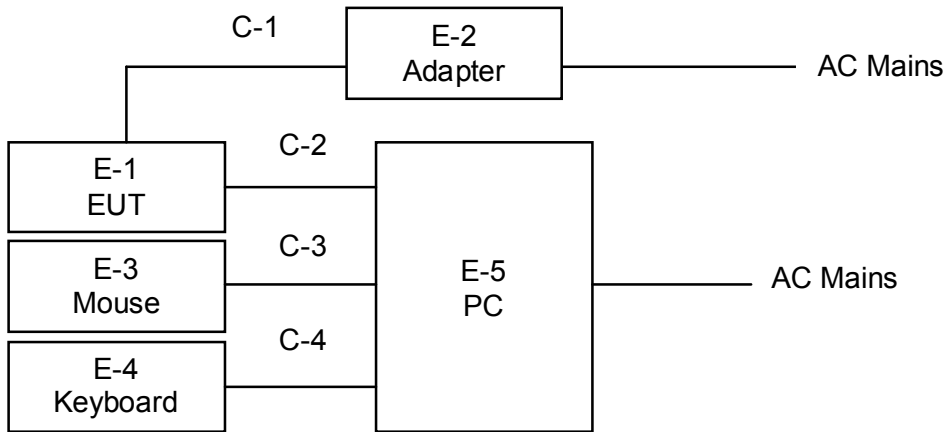 C-1
E-2
Adapter
AC Mains
E-1
EUT
C-2
E-3
Mouse
C-3
E-5
PC
AC Mains
E-4
Keyboard
C-4